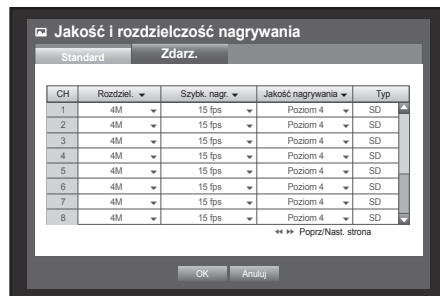 Jakość i rozdzielczość nagrywania
Standard Zdarz.
CH Rozdziel. Szybk. nagr. Jakość nagrywania Typ
1 4M 15 fps Poziom 4 SD
2 4M 15 fps Poziom 4 SD
3 4M 15 fps Poziom 4 SD
4 4M 15 fps Poziom 4 SD
5 4M 15 fps Poziom 4 SD
6 4M 15 fps Poziom 4 SD
7 4M 15 fps Poziom 4 SD
8 4M 15 fps Poziom 4 SD
Poprz/Nast. strona
OK Anuluj